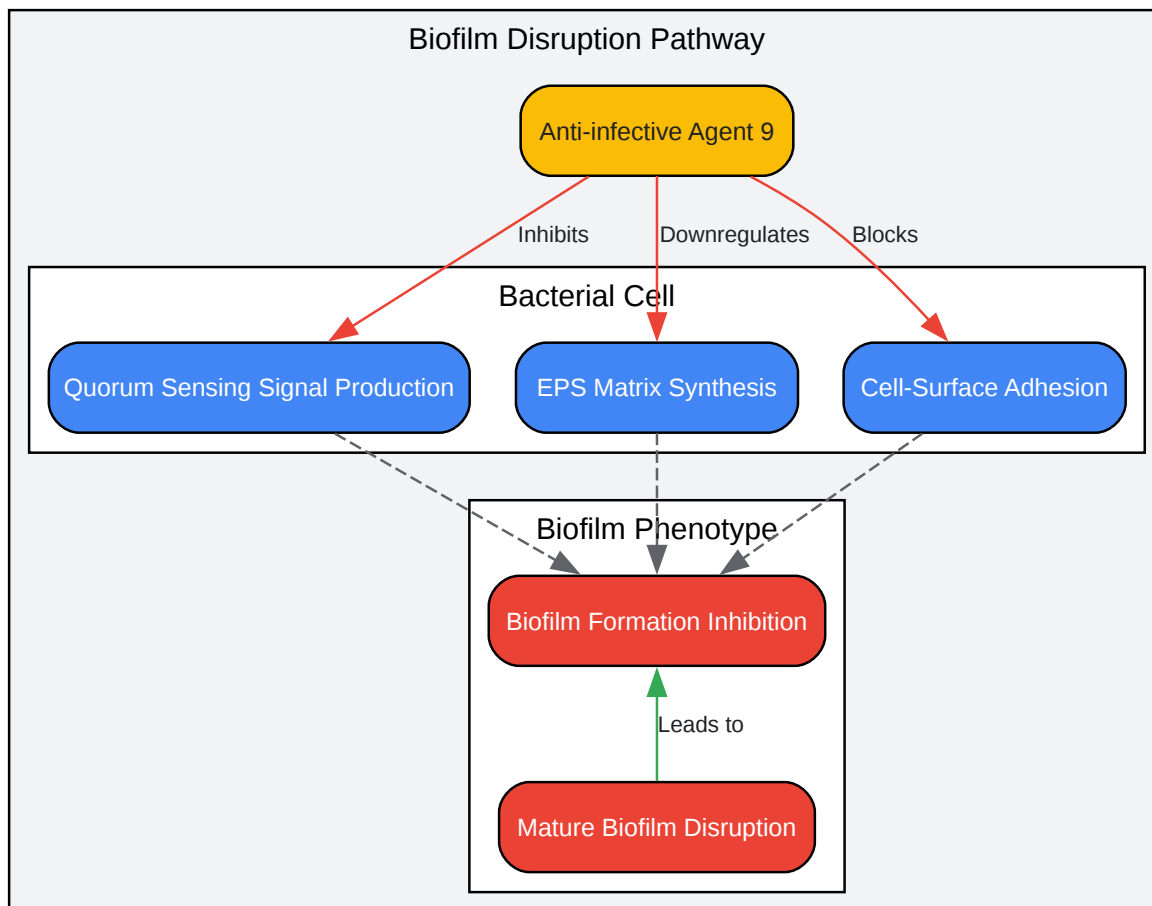 Biofilm Disruption Pathway
Anti-infective Agent 9
Inhibits
Downregulates
Blocks
Bacterial Cell
Quorum Sensing Signal Production
EPS Matrix Synthesis
Cell-Surface Adhesion
Biofilm Phenotype
Biofilm Formation Inhibition
Leads to
Mature Biofilm Disruption